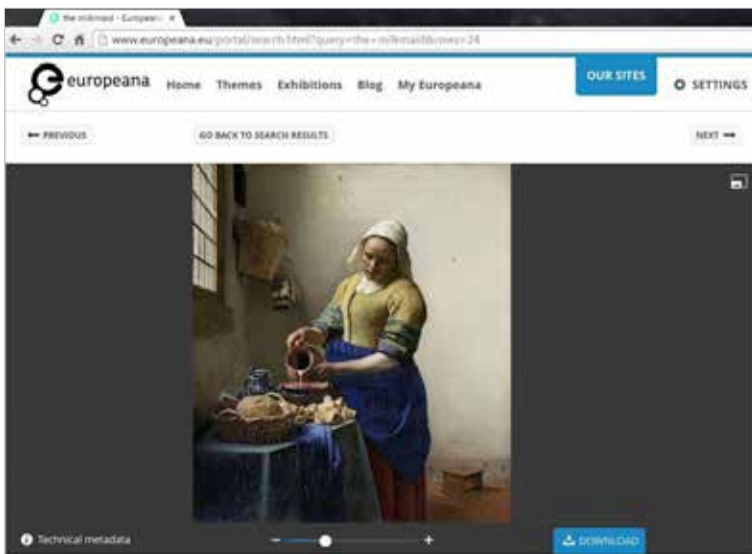 the milkmaid - Europeana
www.europeana.eu/portal/search.html?query=the+milkmaid&rows=24
europeana
Home Themes Exhibitions Blog My Europeana
OUR SITES
SETTINGS
PREVIOUS
GO BACK TO SEARCH RESULTS
NEXT
Technical metadata
DOWNLOAD